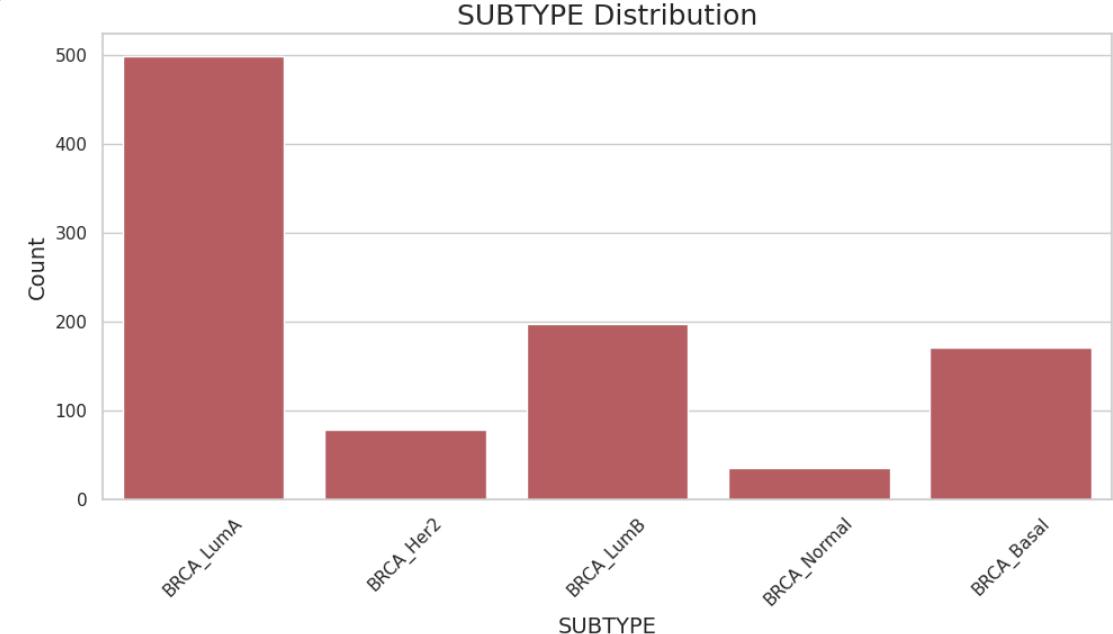 SUBTYPE Distribution
500
400
300
200
100
0
Count
BRCA_LumA
BRCA_Her2
BRCA_LumB
BRCA_Normal
BRCA_Basal
SUBTYPE